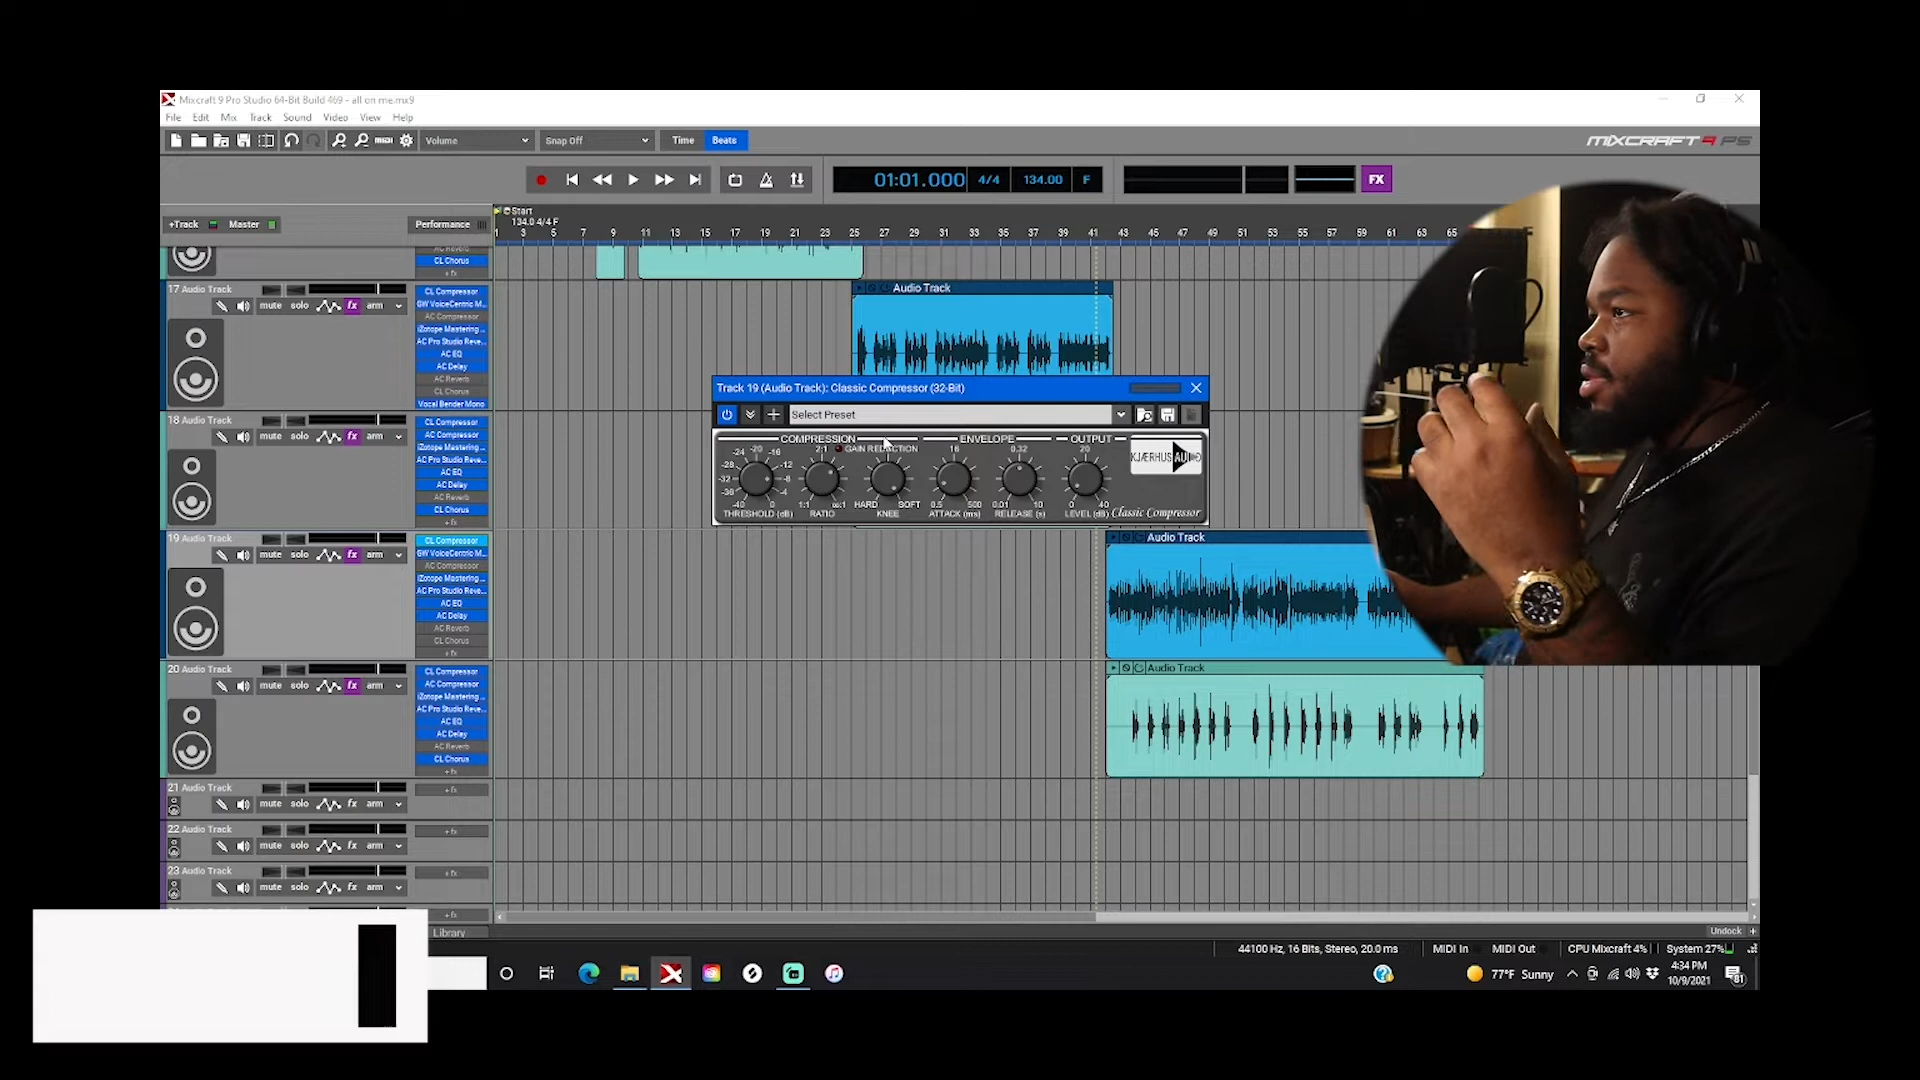 Mixcraft 9 Pro Studio 64-Bit Build 469 - all on me.mx9
File Edit Mix Track Sound Video View Help
MIDI Volume Snap Off Time Beats MIXCRAFT 9 PS
01:01.000 4/4 134.00 F FX
+Track Master Performance
Start
134.0 4/4 F
1 3 5 7 9 11 13 15 17 19 21 23 25 27 29 31 33 35 37 39 41 43 45 47 49 51 53 55 57 59 61 63 65
AC Reverb
CL Chorus
+fx
17 Audio Track
mute solo fx arm
CL Compressor
GW VoiceCentric M...
AC Compressor
iZotope Mastering ...
AC Pro Studio Reve...
AC EQ
AC Delay
AC Reverb
CL Chorus
Vocal Bender Mono
Audio Track
18 Audio Track
mute solo fx arm
CL Compressor
AC Compressor
iZotope Mastering ...
AC Pro Studio Reve...
AC EQ
AC Delay
AC Reverb
CL Chorus
+fx
Track 19 (Audio Track): Classic Compressor (32-Bit)
Select Preset
COMPRESSION ENVELOPE OUTPUT
2:1 GAIN REDUCTION 16 0.32 20
-40 -36 -32 -28 -24 -20 -16 -12 -8 -4 0
1:1 ∞:1 HARD SOFT 0.5 500 0.01 10 0 40
THRESHOLD (dB) RATIO KNEE ATTACK (ms) RELEASE (s) LEVEL (dB)
KJÆRHUS AUDIO
Classic Compressor
19 Audio Track
mute solo fx arm
CL Compressor
GW VoiceCentric M...
AC Compressor
iZotope Mastering ...
AC Pro Studio Reve...
AC EQ
AC Delay
AC Reverb
CL Chorus
+fx
Audio Track
20 Audio Track
mute solo fx arm
CL Compressor
AC Compressor
iZotope Mastering ...
AC Pro Studio Reve...
AC EQ
AC Delay
AC Reverb
CL Chorus
+fx
Audio Track
21 Audio Track
mute solo fx arm
+fx
22 Audio Track
mute solo fx arm
+fx
23 Audio Track
mute solo fx arm
+fx
+fx
Library
Undock
44100 Hz, 16 Bits, Stereo, 20.0 ms MIDI In MIDI Out CPU Mixcraft 4% System 27%
77°F Sunny
4:34 PM
10/9/2021
81